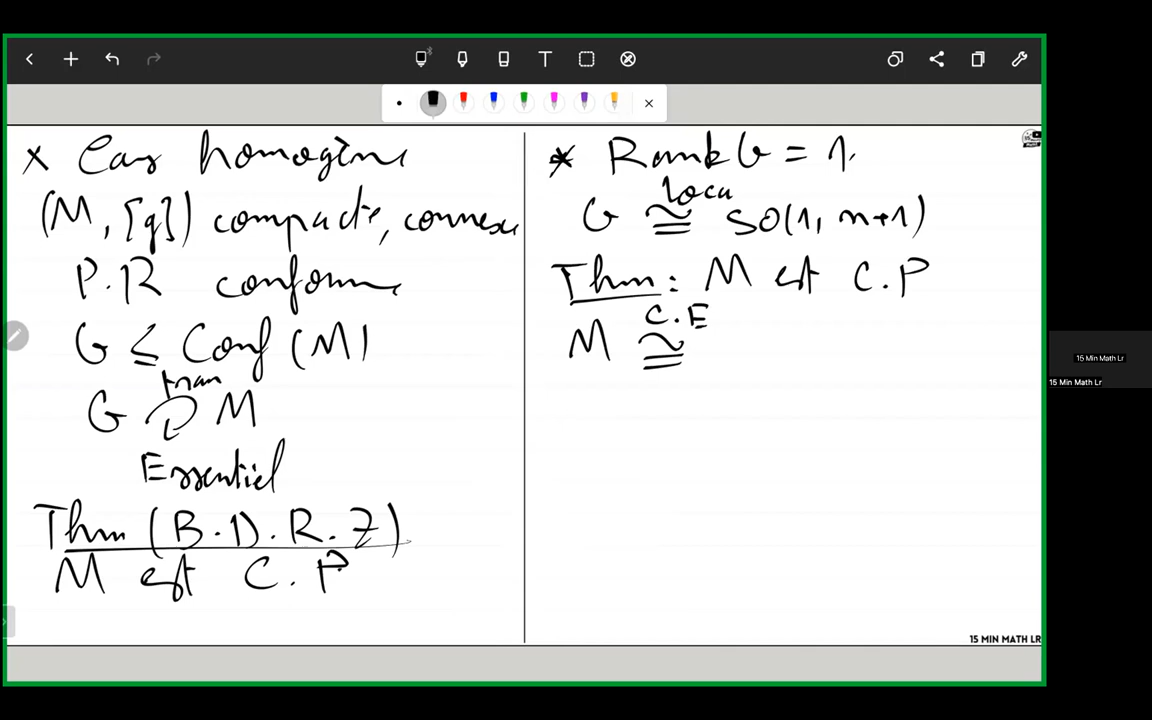 x Cas homogène
(M, [g]) compacte, connexe
P.R conforme
G ≤ Conf (M)
tran
G ↻ M
Essentiel
Thm (B.D.R.Z)
M est C.P
* Rank G = 1.
loca
G ≅ SO(1, n+1)
Thm: M est C.P
C.E
M ≅
15 MIN MATH LR
15 Min Math Lr
15 Min Math Lr